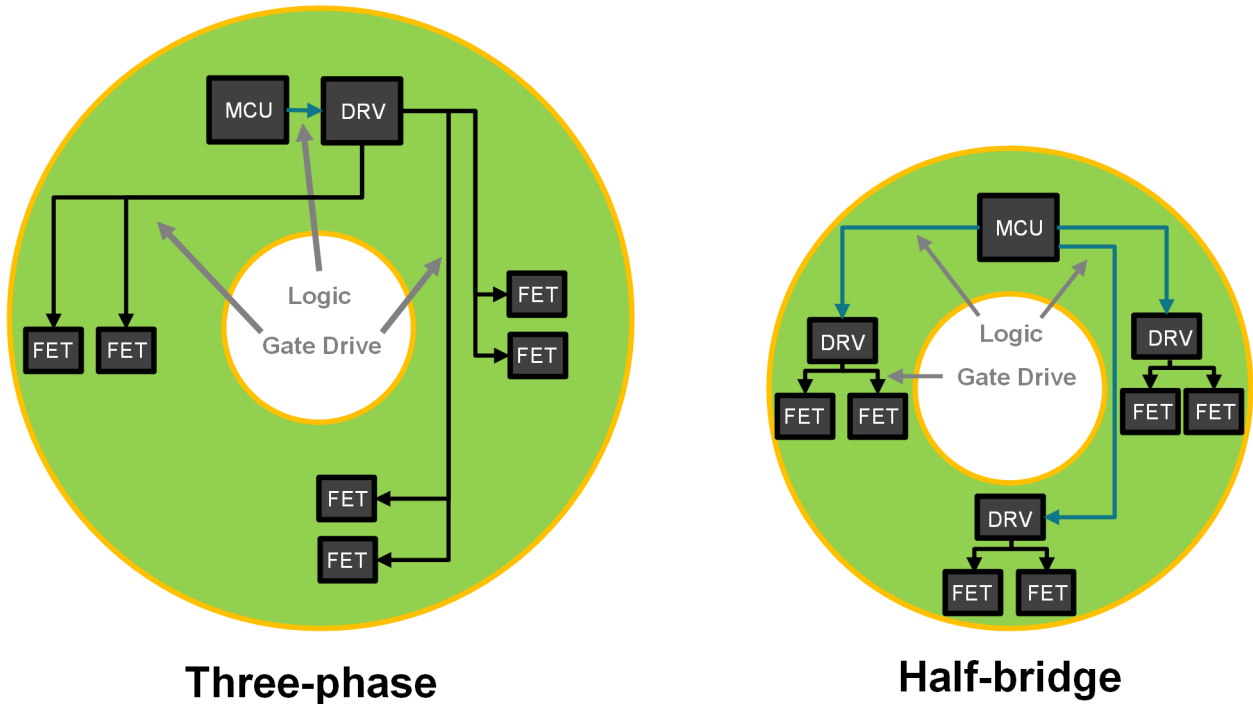 MCU
DRV
Logic
Gate Drive
FET
FET
FET
FET
FET
FET
Three-phase
MCU
DRV
DRV
Logic
Gate Drive
FET
FET
FET
FET
DRV
FET
FET
Half-bridge